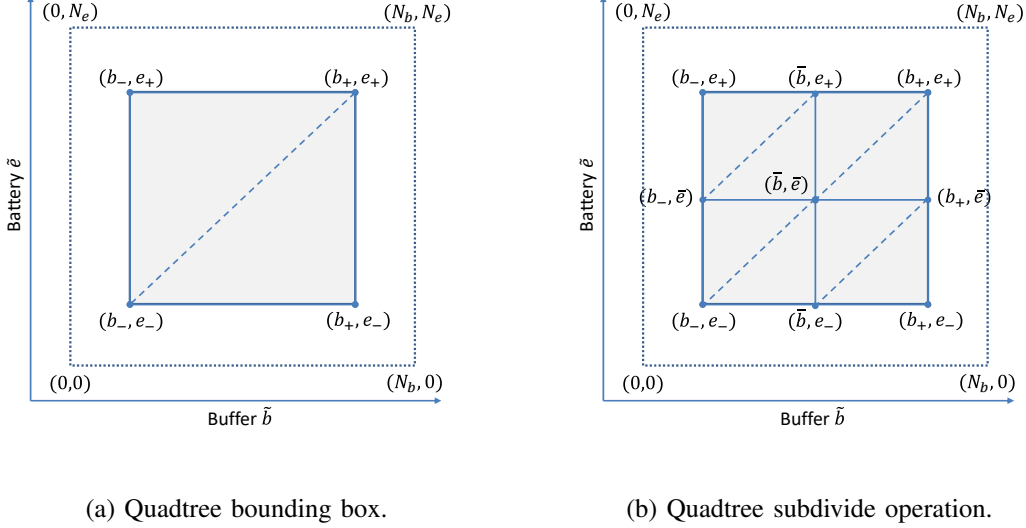 (0, N_e)
(N_b, N_e)
(b_−, e_+)
(b_+, e_+)
Battery ẽ
(b_−, e_−)
(b_+, e_−)
(0,0)
(N_b, 0)
Buffer b̃
(a) Quadtree bounding box.
(0, N_e)
(N_b, N_e)
(b_−, e_+)
(b̅, e_+)
(b_+, e_+)
Battery ẽ
(b̅, e̅)
(b_−, e̅)
(b_+, e̅)
(b_−, e_−)
(b̅, e_−)
(b_+, e_−)
(0,0)
(N_b, 0)
Buffer b̃
(b) Quadtree subdivide operation.